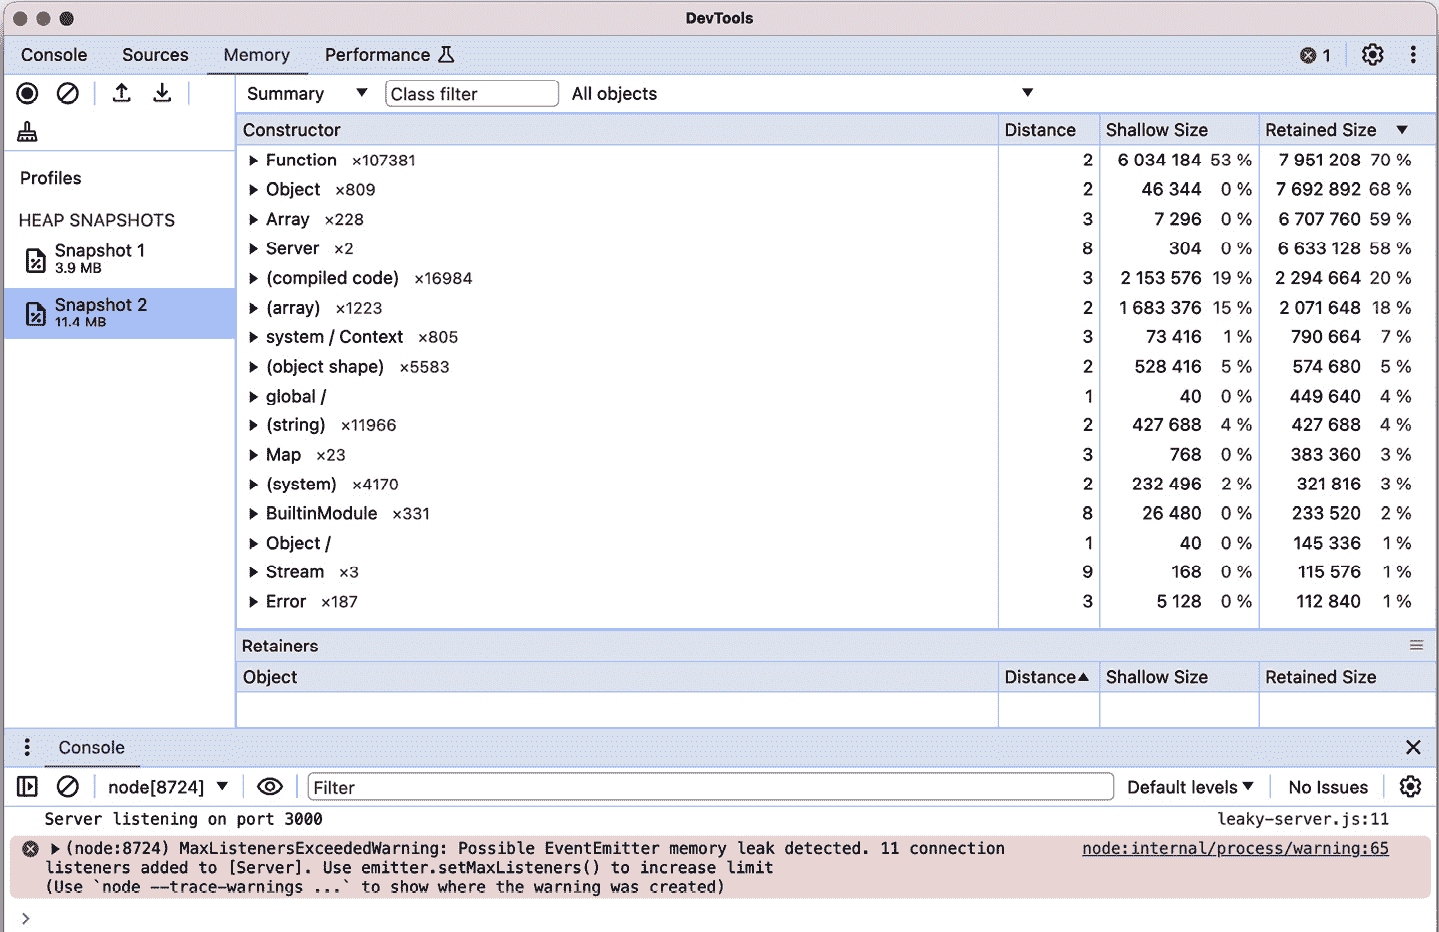 DevTools
Console Sources Memory Performance 1
Summary Class filter All objects
Profiles
HEAP SNAPSHOTS
Snapshot 1
3.9 MB
Snapshot 2
11.4 MB
Constructor Distance Shallow Size Retained Size
Function ×107381 2 6 034 184 53 % 7 951 208 70 %
Object ×809 2 46 344 0 % 7 692 892 68 %
Array ×228 3 7 296 0 % 6 707 760 59 %
Server ×2 8 304 0 % 6 633 128 58 %
(compiled code) ×16984 3 2 153 576 19 % 2 294 664 20 %
(array) ×1223 2 1 683 376 15 % 2 071 648 18 %
system / Context ×805 3 73 416 1 % 790 664 7 %
(object shape) ×5583 2 528 416 5 % 574 680 5 %
global / 1 40 0 % 449 640 4 %
(string) ×11966 2 427 688 4 % 427 688 4 %
Map ×23 3 768 0 % 383 360 3 %
(system) ×4170 2 232 496 2 % 321 816 3 %
BuiltinModule ×331 8 26 480 0 % 233 520 2 %
Object / 1 40 0 % 145 336 1 %
Stream ×3 9 168 0 % 115 576 1 %
Error ×187 3 5 128 0 % 112 840 1 %
Retainers
Object Distance Shallow Size Retained Size
Console
node[8724] Filter Default levels No Issues
Server listening on port 3000 leaky-server.js:11
(node:8724) MaxListenersExceededWarning: Possible EventEmitter memory leak detected. 11 connection node:internal/process/warning:65
listeners added to [Server]. Use emitter.setMaxListeners() to increase limit
(Use `node --trace-warnings ...` to show where the warning was created)
>